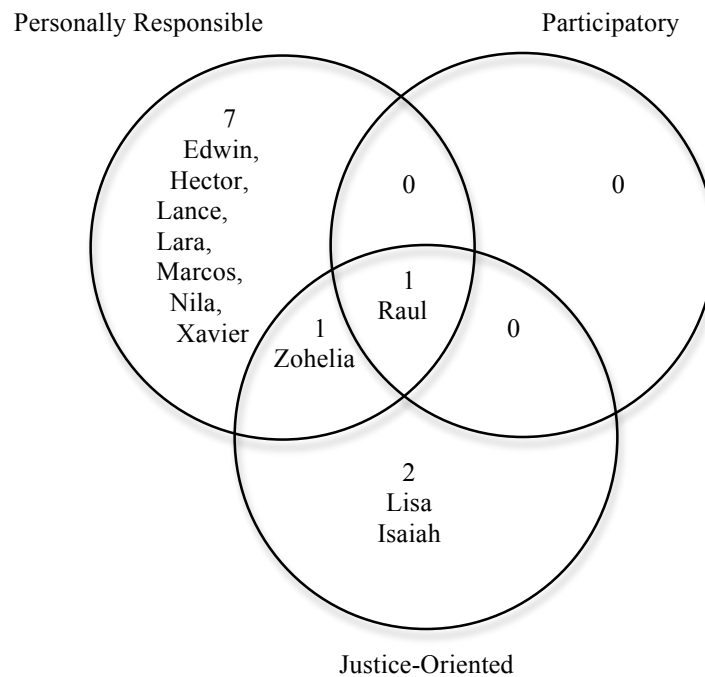 Personally Responsible
Participatory
7
Edwin,
Hector,
Lance,
Lara,
Marcos,
Nila,
Xavier
0
0
1
Raul
1
Zohelia
0
2
Lisa
Isaiah
Justice-Oriented